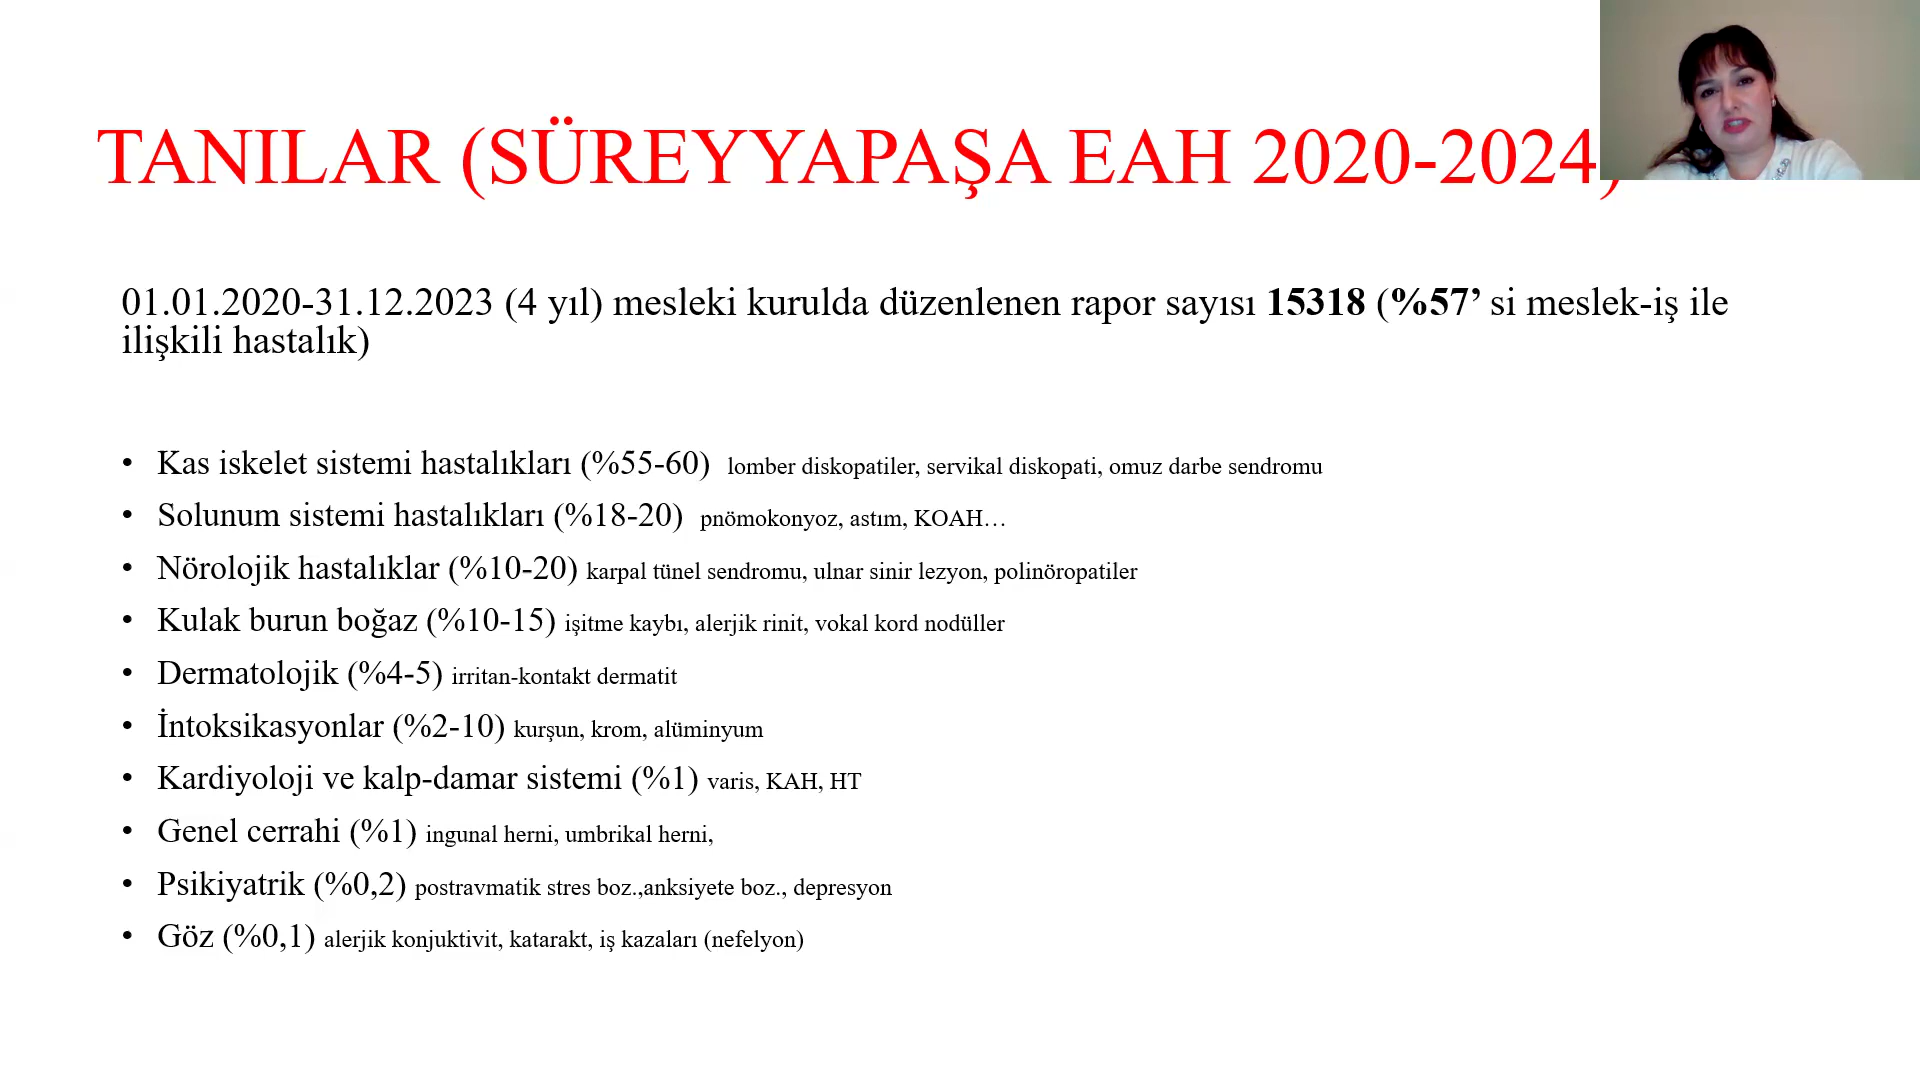 TANILAR (SÜREYYAPAŞA EAH 2020-2024)
01.01.2020-31.12.2023 (4 yıl) mesleki kurulda düzenlenen rapor sayısı 15318 (%57’ si meslek-iş ile
ilişkili hastalık)
• Kas iskelet sistemi hastalıkları (%55-60) lomber diskopatiler, servikal diskopati, omuz darbe sendromu
• Solunum sistemi hastalıkları (%18-20) pnömokonyoz, astım, KOAH…
• Nörolojik hastalıklar (%10-20) karpal tünel sendromu, ulnar sinir lezyon, polinöropatiler
• Kulak burun boğaz (%10-15) işitme kaybı, alerjik rinit, vokal kord nodüller
• Dermatolojik (%4-5) irritan-kontakt dermatit
• İntoksikasyonlar (%2-10) kurşun, krom, alüminyum
• Kardiyoloji ve kalp-damar sistemi (%1) varis, KAH, HT
• Genel cerrahi (%1) ingunal herni, umbrikal herni,
• Psikiyatrik (%0,2) postravmatik stres boz.,anksiyete boz., depresyon
• Göz (%0,1) alerjik konjuktivit, katarakt, iş kazaları (nefelyon)